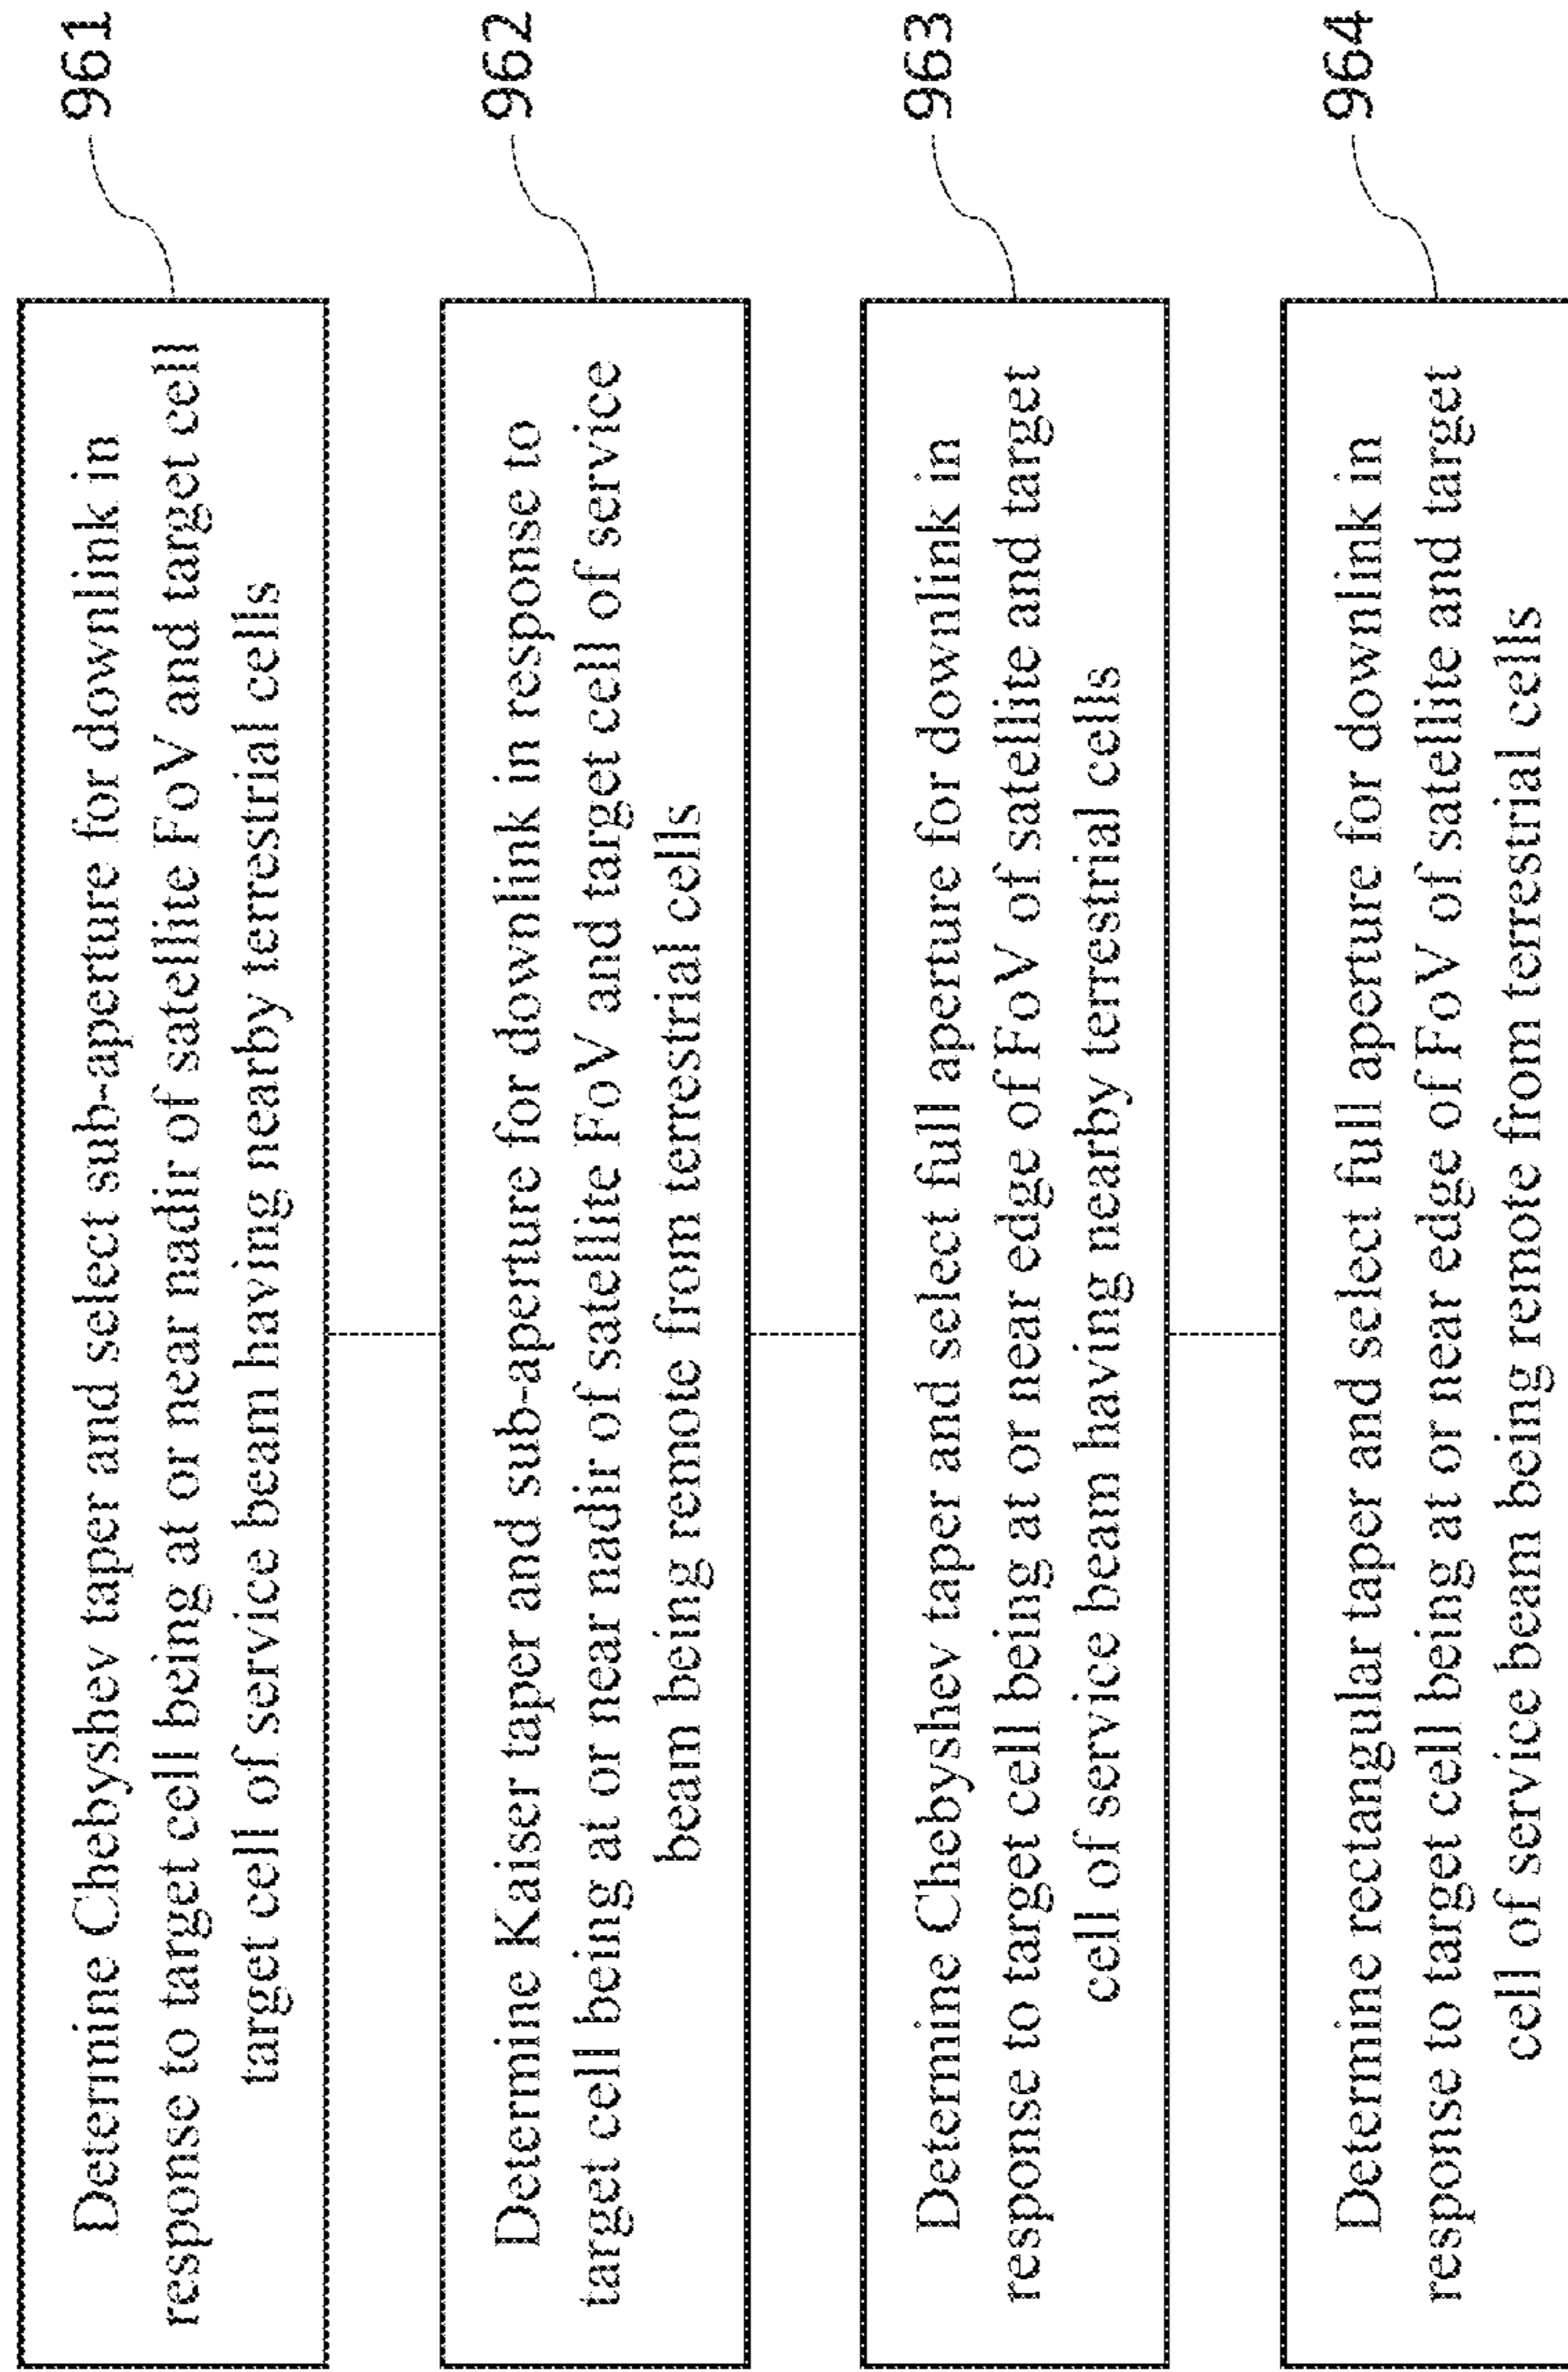 Determine Chebyshev taper and select sub-aperture for downlink in
response to target cell being at or near nadir of satellite FoV and target cell
target cell of service beam having nearby terrestrial cells
961
Determine Kaiser taper and sub-aperture for downlink in response to
target cell being at or near nadir of satellite FoV and target cell of service
beam being remote from terrestrial cells
962
Determine Chebyshev taper and select full aperture for downlink in
response to target cell being at or near edge of FoV of satellite and target
cell of service beam having nearby terrestrial cells
963
Determine rectangular taper and select full aperture for downlink in
response to target cell being at or near edge of FoV of satellite and target
cell of service beam being remote from terrestrial cells
964